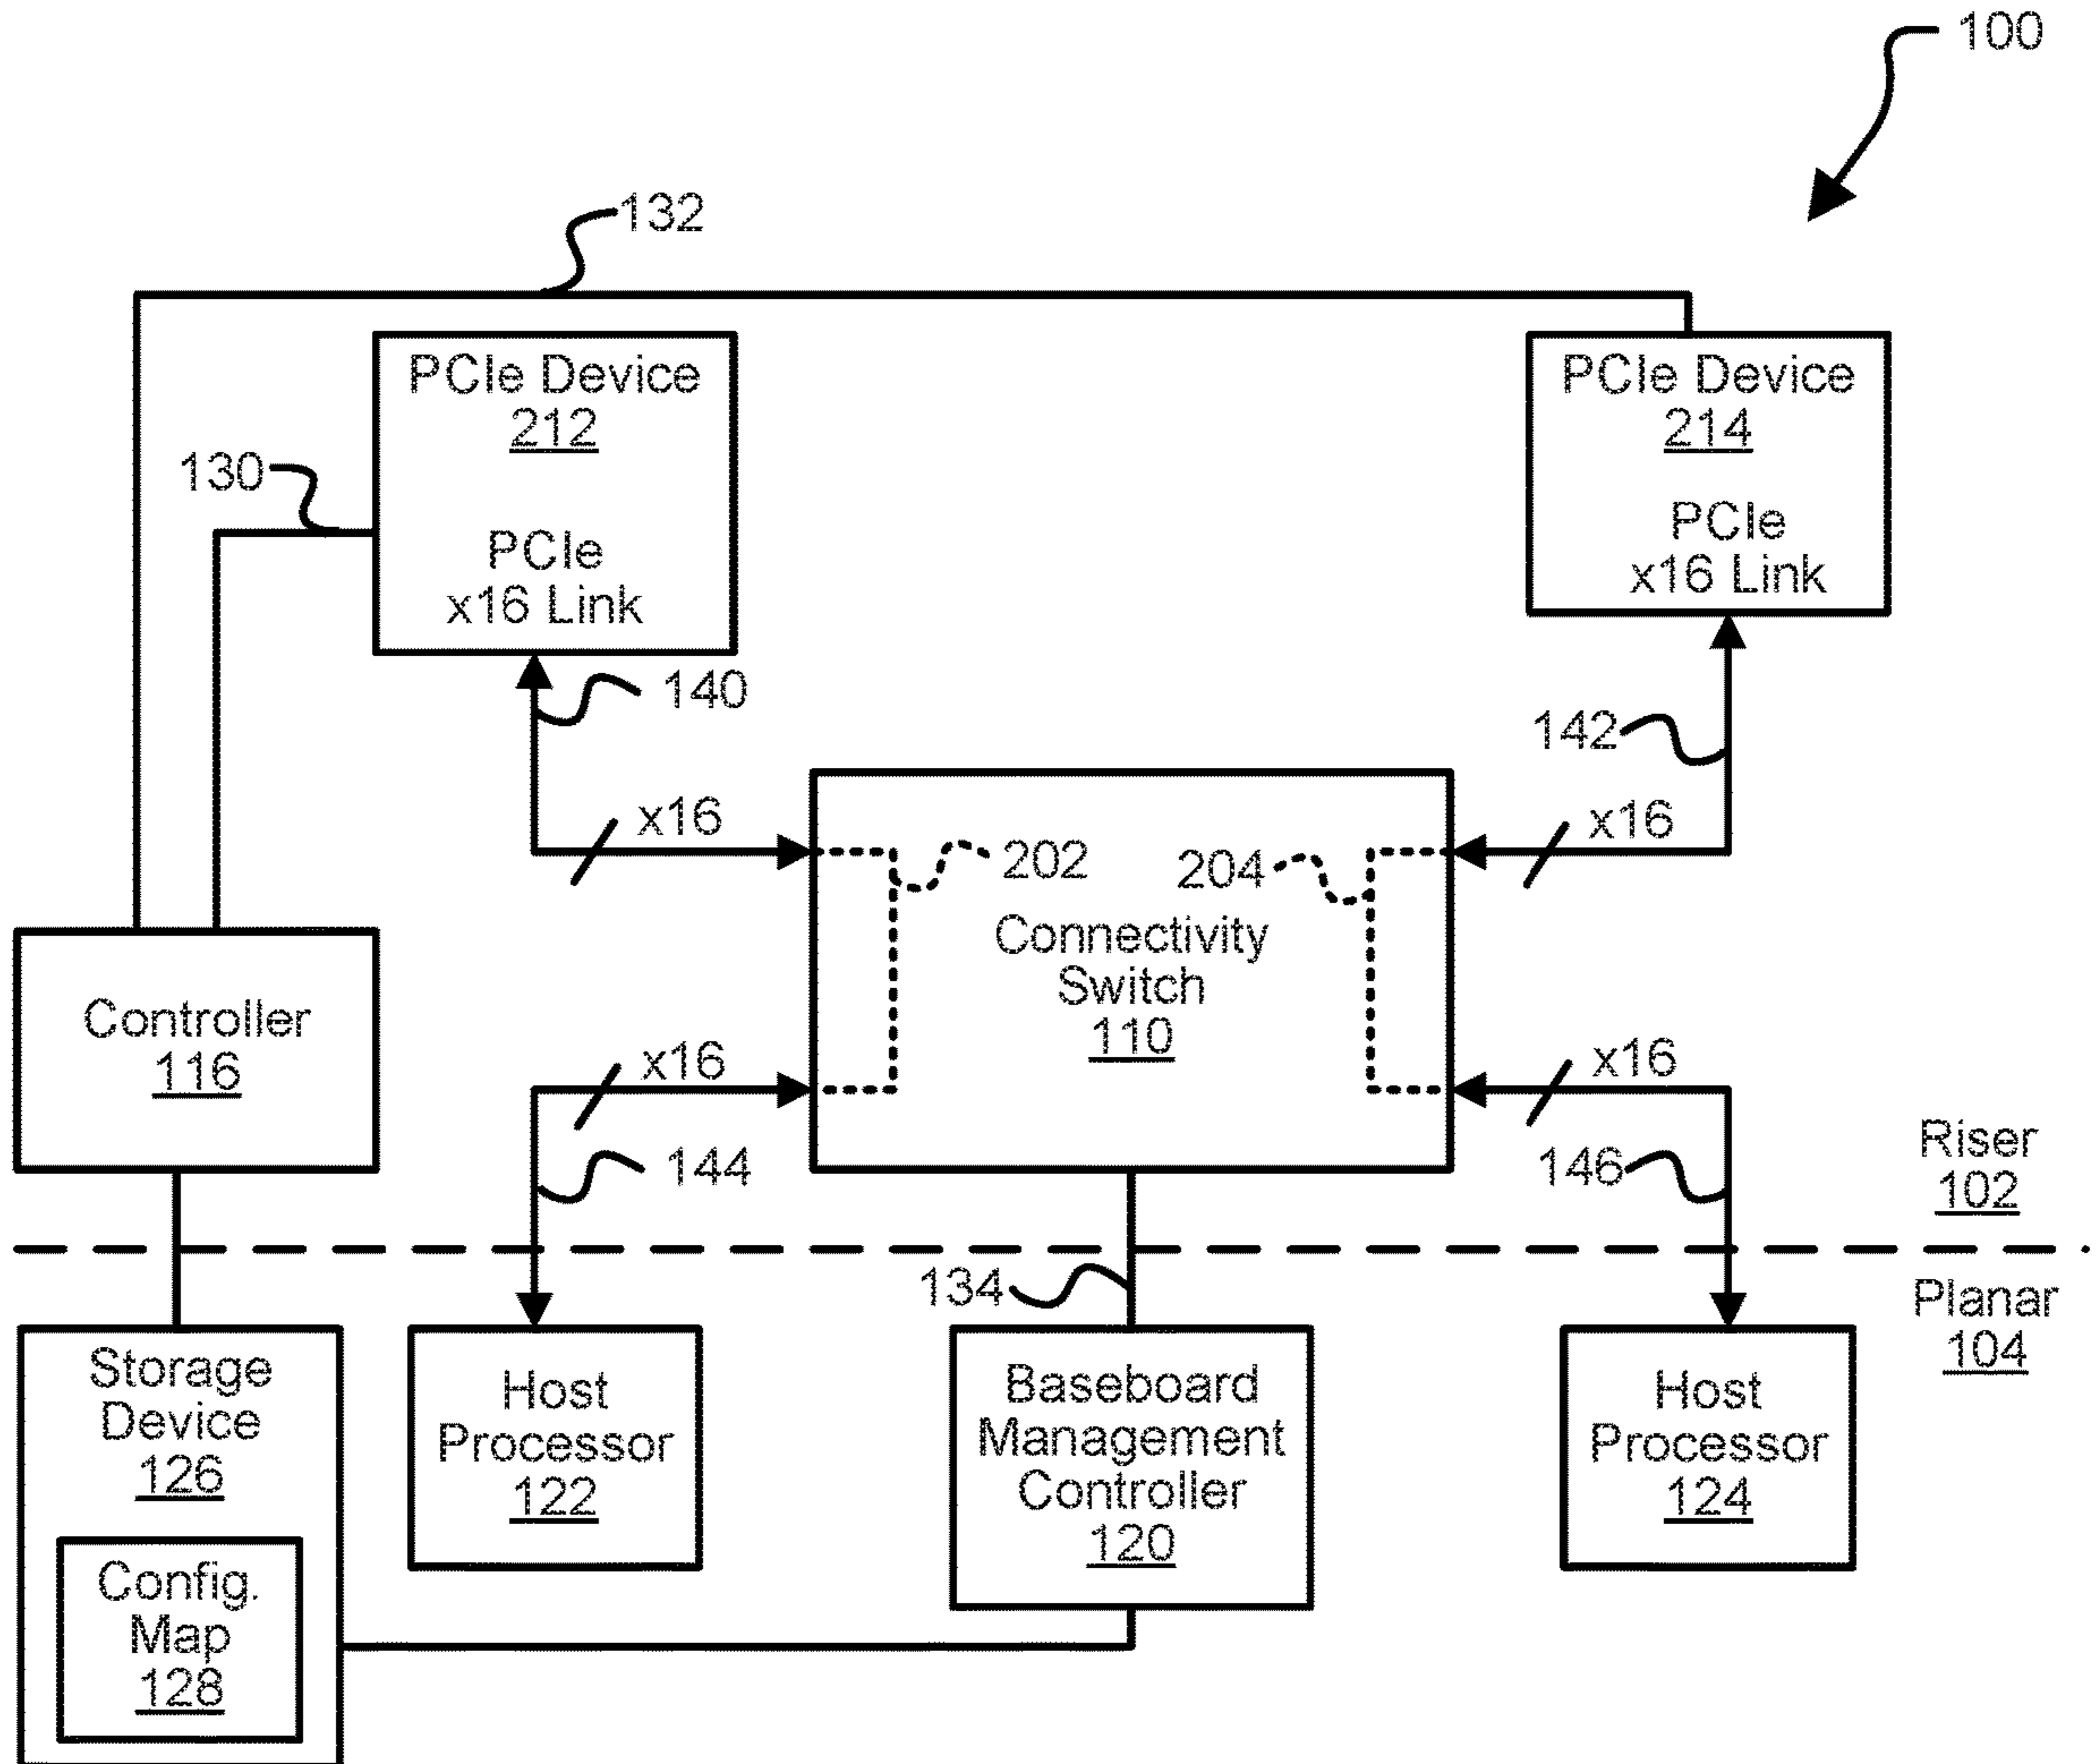 100
132
PCIe Device
212
PCIe
x16 Link
PCIe Device
214
PCIe
x16 Link
130
140
142
x16
x16
202
204
Connectivity
Switch
110
Controller
116
x16
x16
144
146
Riser
102
134
Planar
104
Storage
Device
126
Config.
Map
128
Host
Processor
122
Baseboard
Management
Controller
120
Host
Processor
124